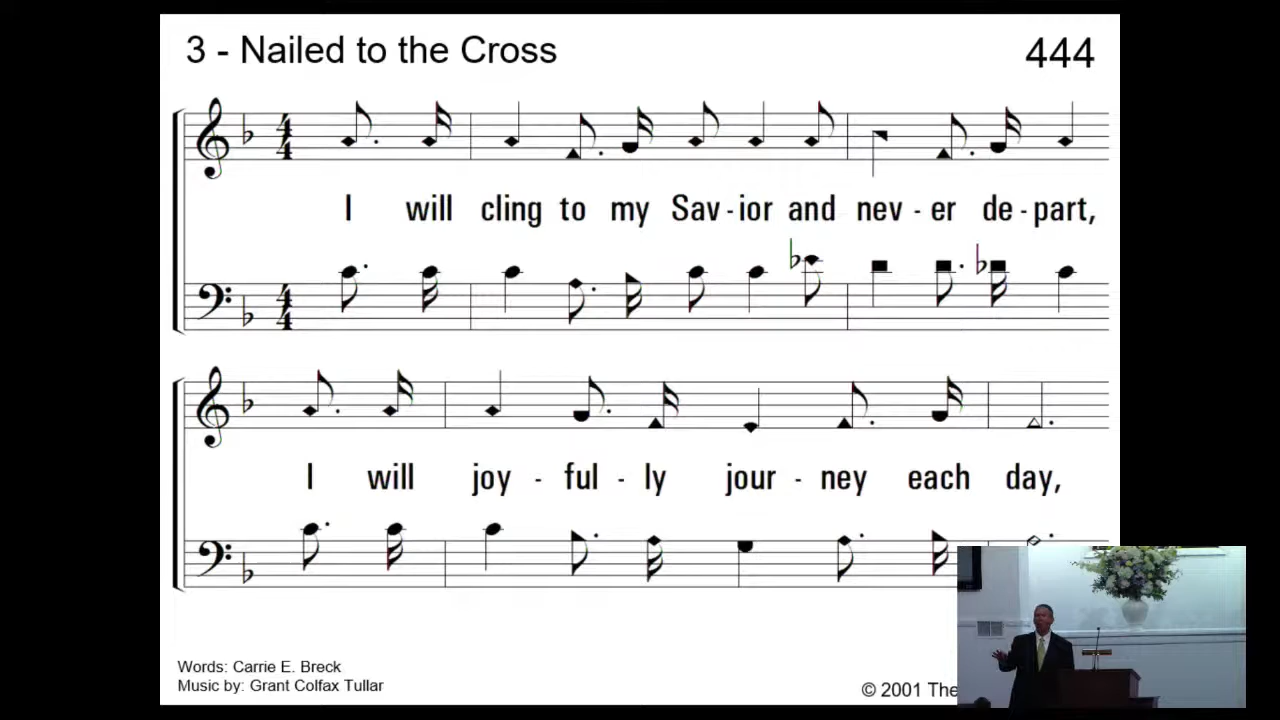 3 - Nailed to the Cross
444
I will cling to my Sav - ior and nev - er de - part,
I will joy - ful - ly jour - ney each day,
Words: Carrie E. Breck
Music by: Grant Colfax Tullar
© 2001 The